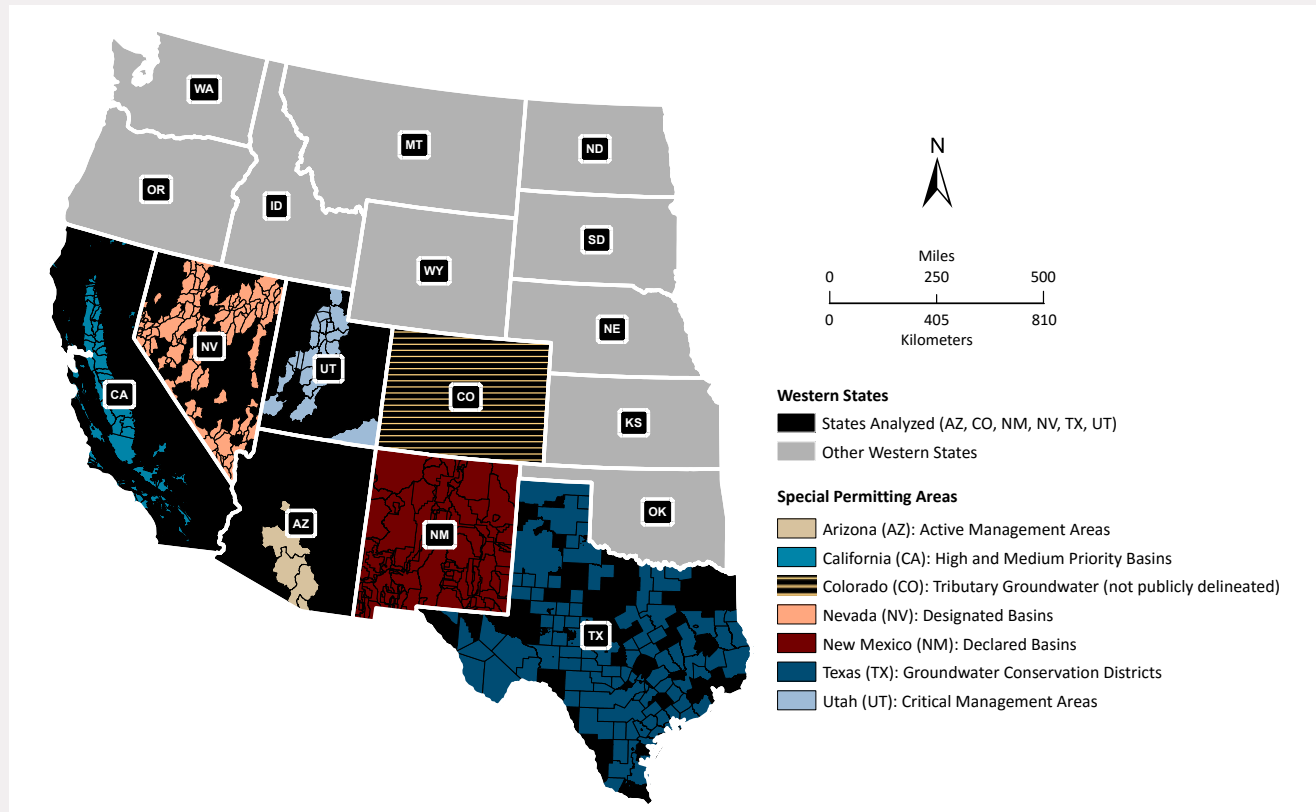 WA
MT
ND
OR
ID
SD
WY
NE
NV
UT
CA
CO
KS
AZ
NM
OK
TX
N
Miles
0 250 500
0 405 810
Kilometers
Western States
States Analyzed (AZ, CO, NM, NV, TX, UT)
Other Western States
Special Permitting Areas
Arizona (AZ): Active Management Areas
California (CA): High and Medium Priority Basins
Colorado (CO): Tributary Groundwater (not publicly delineated)
Nevada (NV): Designated Basins
New Mexico (NM): Declared Basins
Texas (TX): Groundwater Conservation Districts
Utah (UT): Critical Management Areas